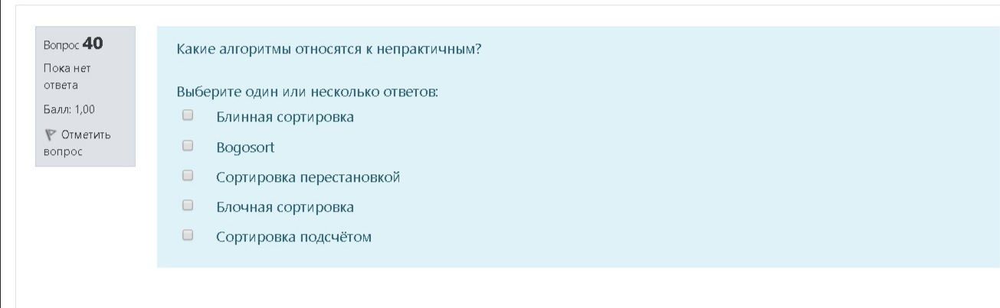 Вопрос 40
Пока нет
ответа
Балл: 1,00
Отметить
вопрос
Какие алгоритмы относятся к непрактичным?
Выберите один или несколько ответов:
Блинная сортировка
Bogosort
Сортировка перестановкой
Блочная сортировка
Сортировка подсчётом